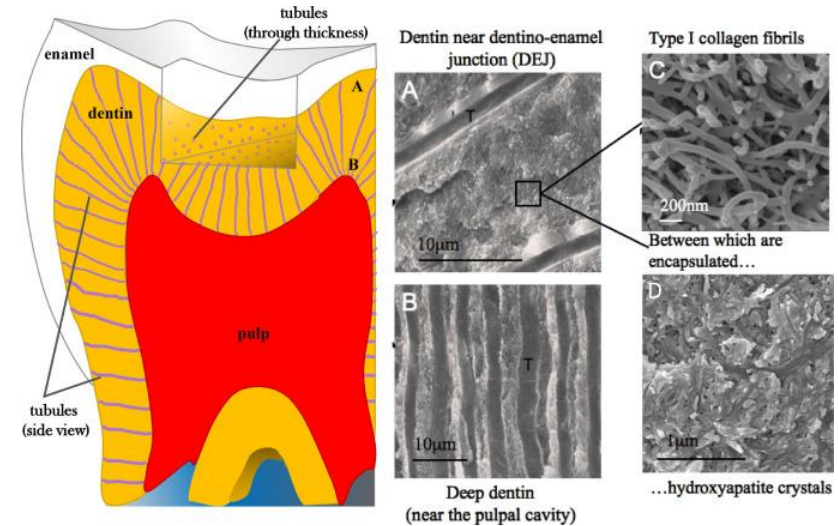 tubules
(through thickness)
enamel
dentin
A
B
pulp
tubules
(side view)
Dentin near dentino-enamel
junction (DEJ)
A
T
10μm
B
T
10μm
Deep dentin
(near the pulpal cavity)
Type I collagen fibrils
C
200nm
Between which are
encapsulated…
D
1μm
…hydroxyapatite crystals